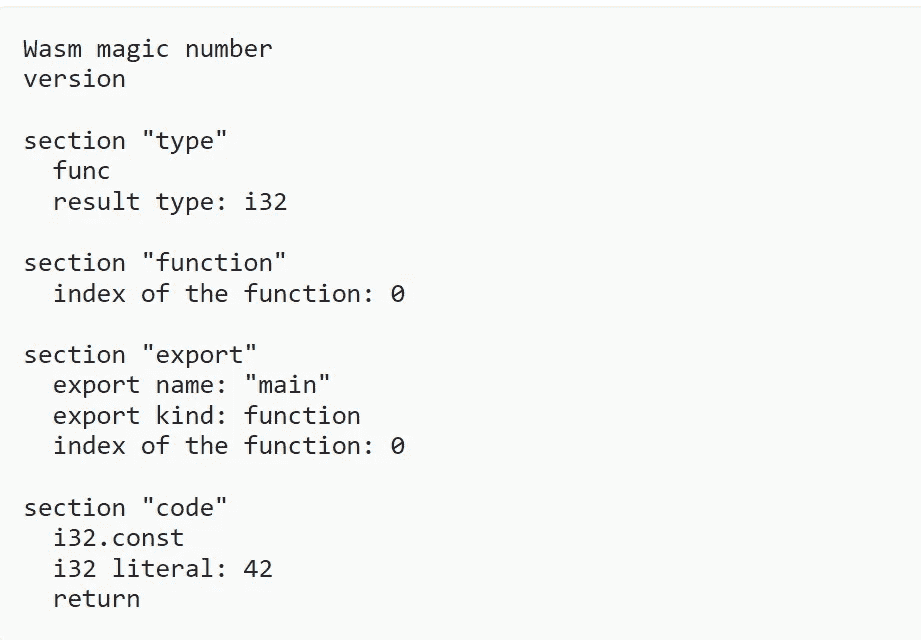 Wasm magic number
version
section "type"
func
result type: i32
section "function"
index of the function: 0
section "export"
export name: "main"
export kind: function
index of the function: 0
section "code"
i32.const
i32 literal: 42
return